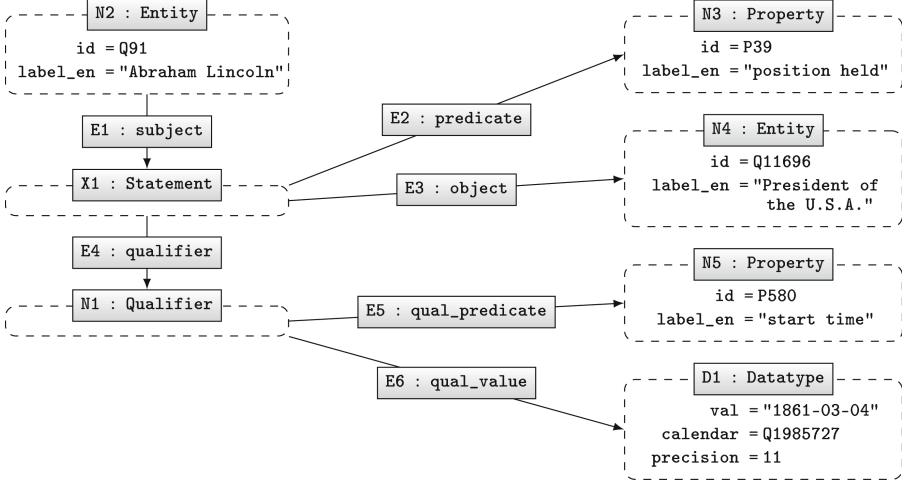 N2 : Entity
id = Q91
label_en = "Abraham Lincoln"
E1 : subject
X1 : Statement
E4 : qualifier
N1 : Qualifier
E2 : predicate
E3 : object
E5 : qual_predicate
E6 : qual_value
N3 : Property
id = P39
label_en = "position held"
N4 : Entity
id = Q11696
label_en = "President of
the U.S.A."
N5 : Property
id = P580
label_en = "start time"
D1 : Datatype
val = "1861-03-04"
calendar = Q1985727
precision = 11